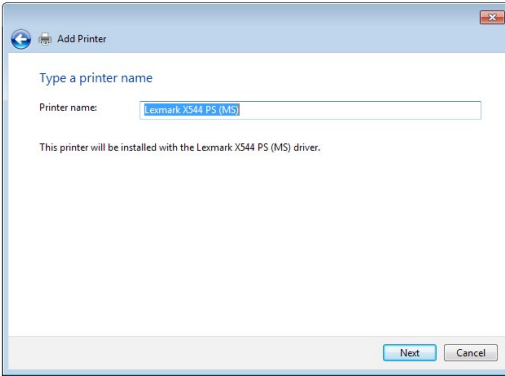 Add Printer
Type a printer name
Printer name: Lexmark X544 PS (MS)
This printer will be installed with the Lexmark X544 PS (MS) driver.
Next Cancel